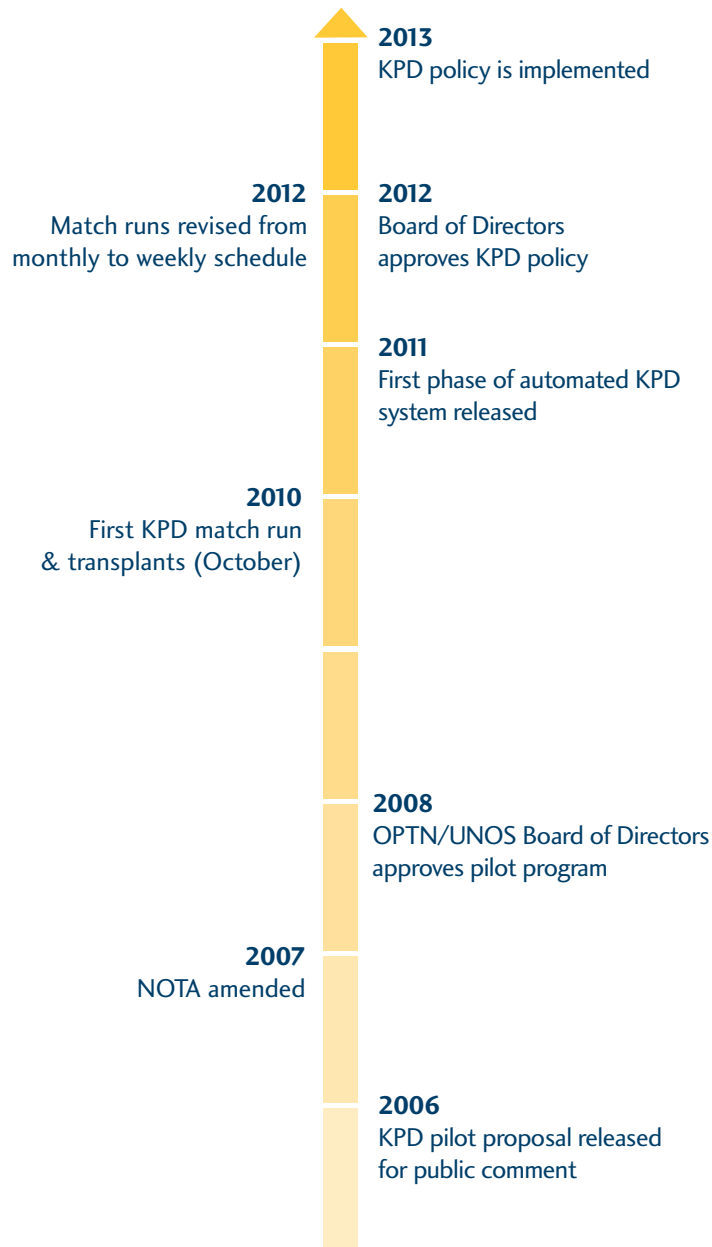 2013
KPD policy is implemented
2012
Match runs revised from
monthly to weekly schedule
2012
Board of Directors
approves KPD policy
2011
First phase of automated KPD
system released
2010
First KPD match run
& transplants (October)
2008
OPTN/UNOS Board of Directors
approves pilot program
2007
NOTA amended
2006
KPD pilot proposal released
for public comment